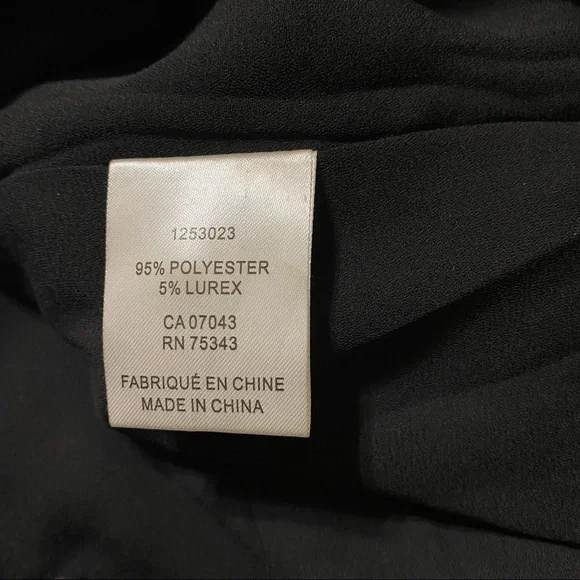 1253023
95% POLYESTER
5% LUREX
CA 07043
RN 75343
FABRIQUÉ EN CHINE
MADE IN CHINA